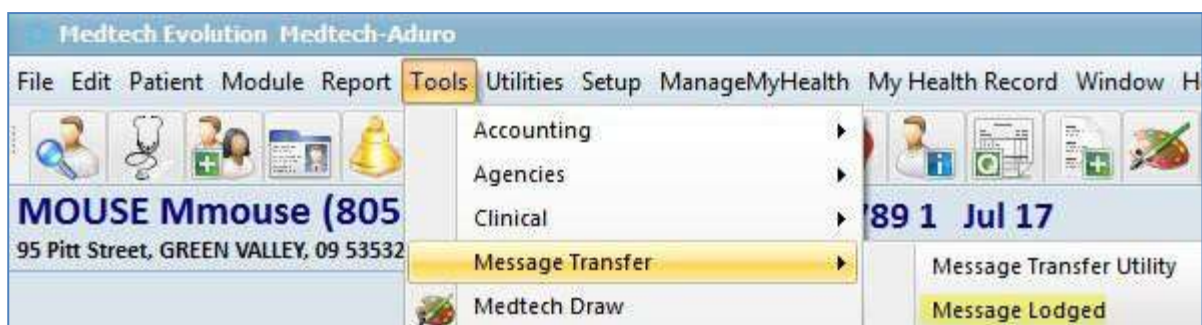 Medtech Evolution Medtech-Aduro
File Edit Patient Module Report Tools Utilities Setup ManageMyHealth My Health Record Window H
MOUSE Mmouse (805
789 1 Jul 17
95 Pitt Street, GREEN VALLEY, 09 53532
Accounting
Agencies
Clinical
Message Transfer
Medtech Draw
Message Transfer Utility
Message Lodged